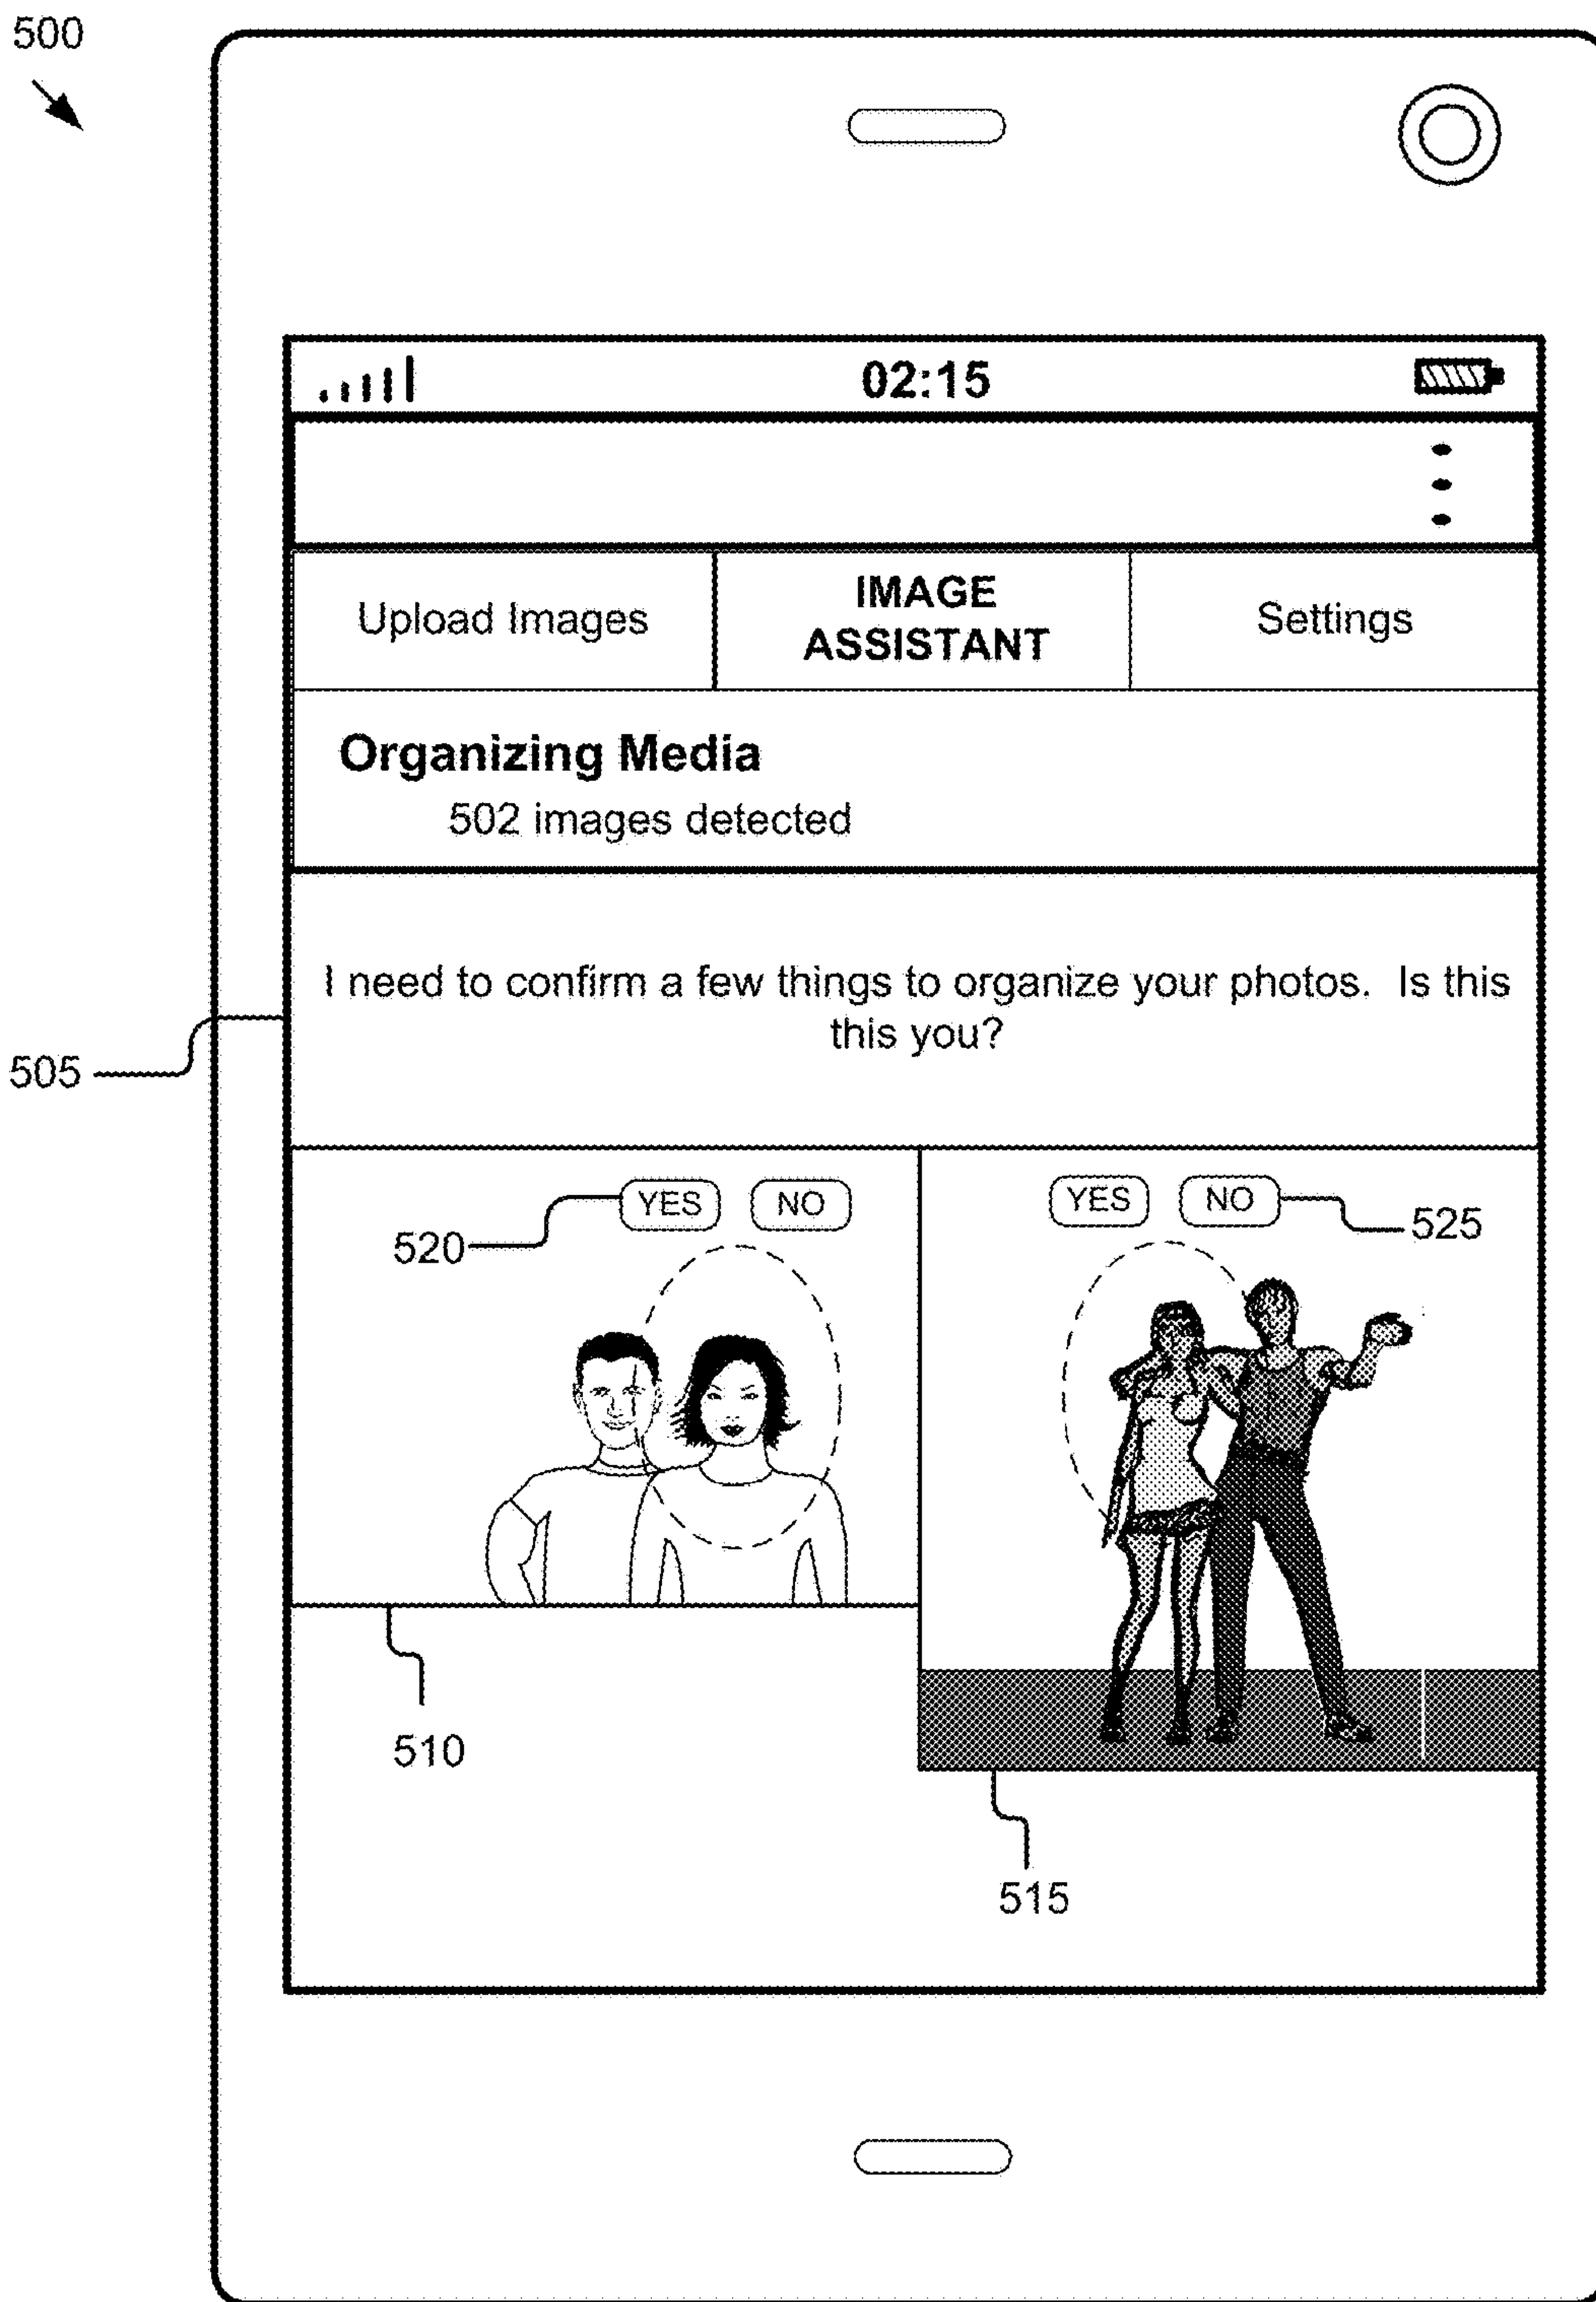 500
02:15
Upload Images
IMAGE
ASSISTANT
Settings
Organizing Media
502 images detected
I need to confirm a few things to organize your photos. Is this
this you?
505
YES NO
YES NO
520
525
510
515